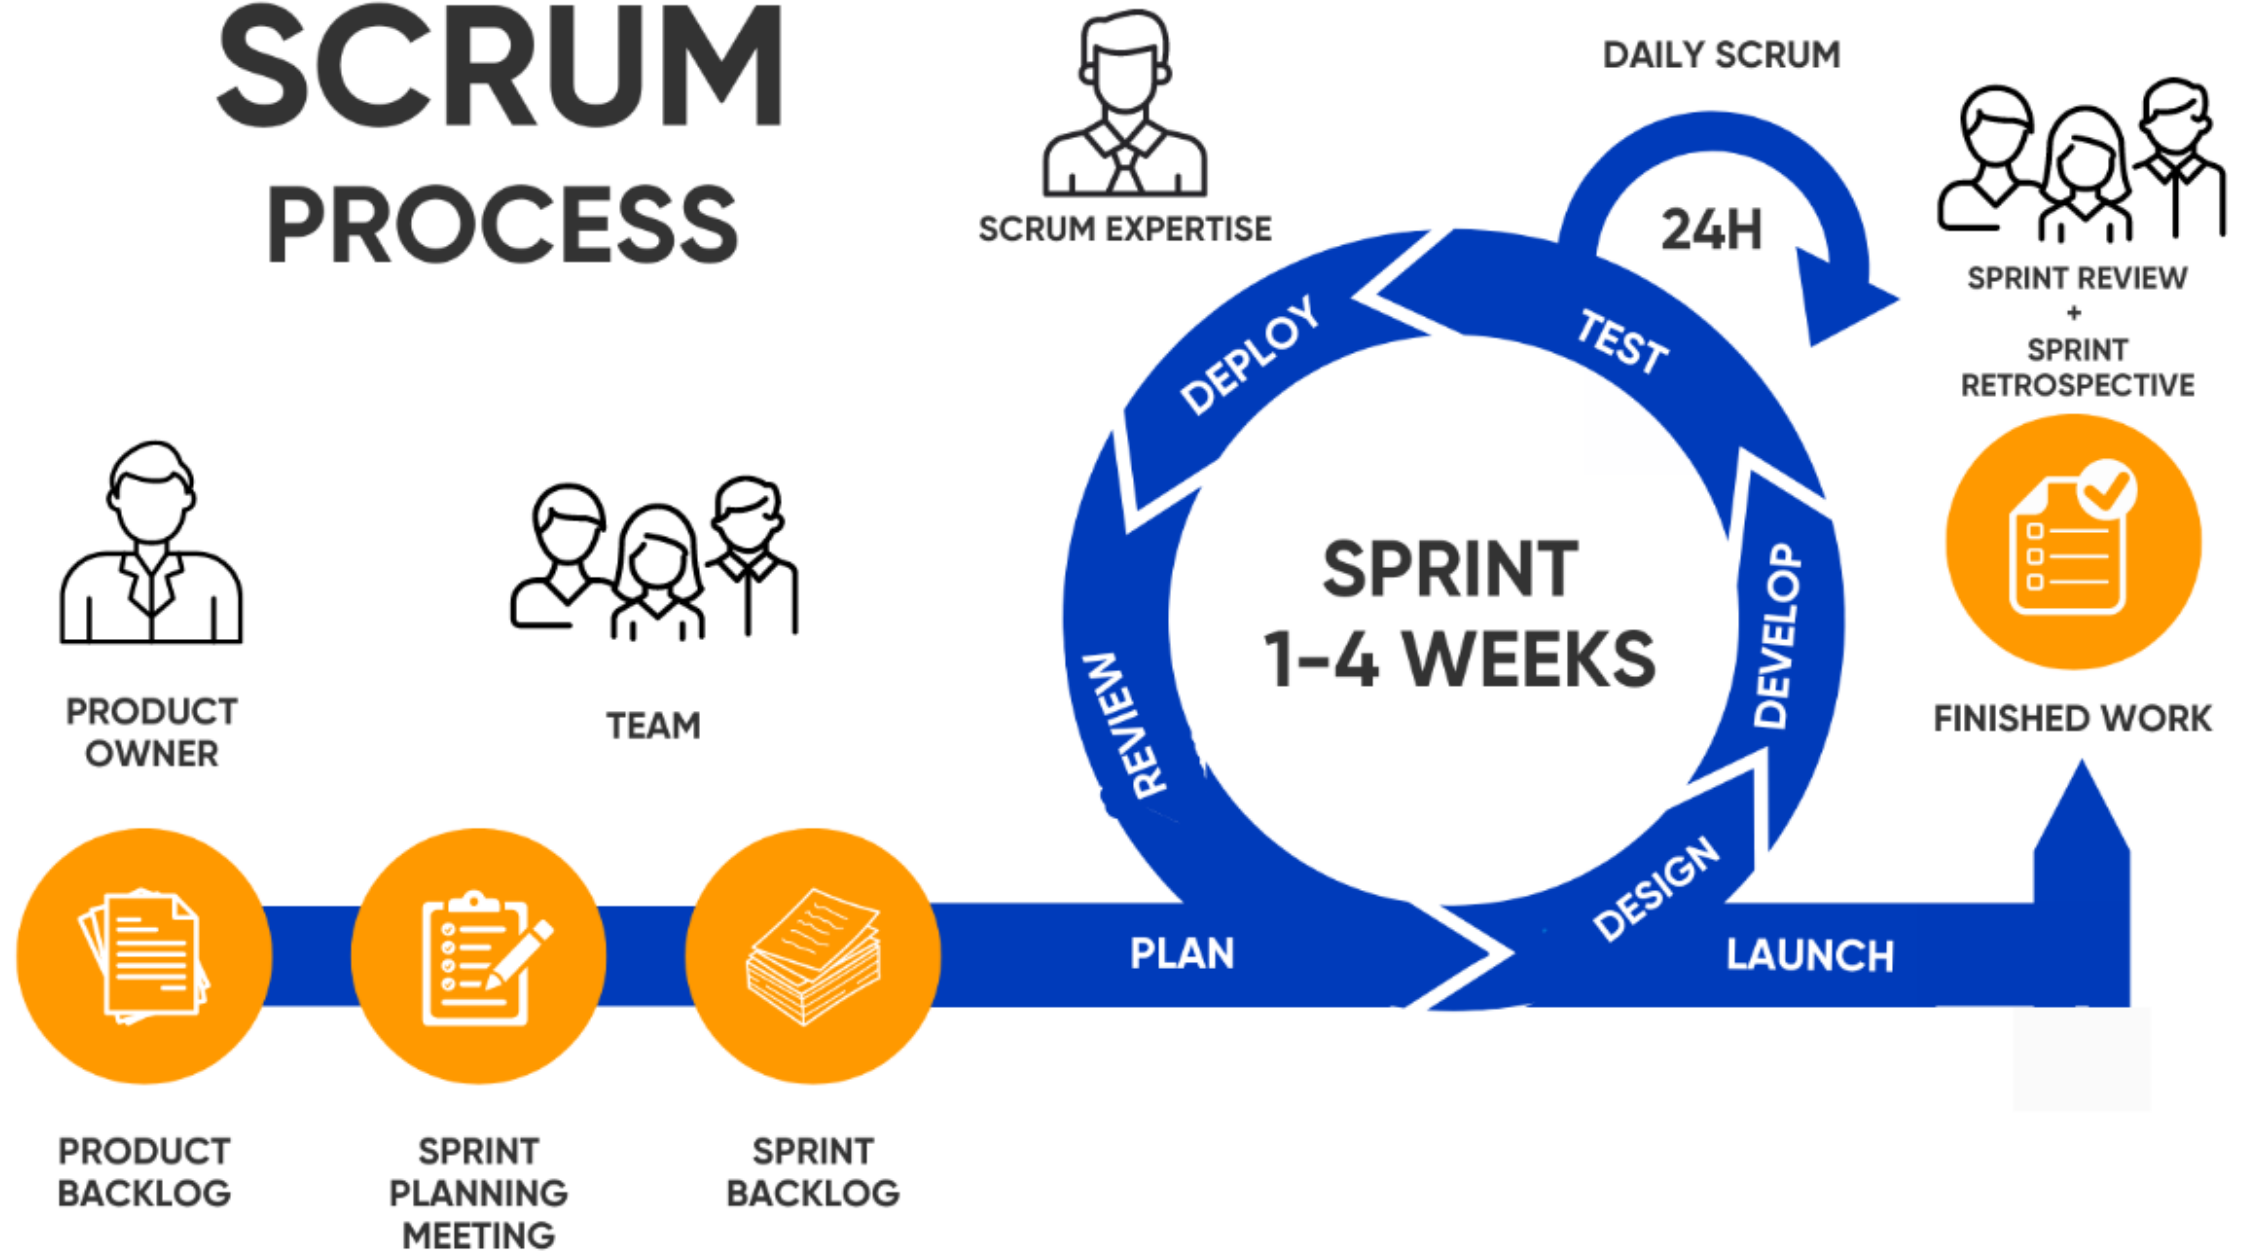 SCRUM
PROCESS
SCRUM EXPERTISE
DAILY SCRUM
24H
SPRINT REVIEW
+
SPRINT
RETROSPECTIVE
DEPLOY
TEST
DEVELOP
DESIGN
REVIEW
SPRINT
1-4 WEEKS
PRODUCT
OWNER
TEAM
FINISHED WORK
PLAN
LAUNCH
PRODUCT
BACKLOG
SPRINT
PLANNING
MEETING
SPRINT
BACKLOG